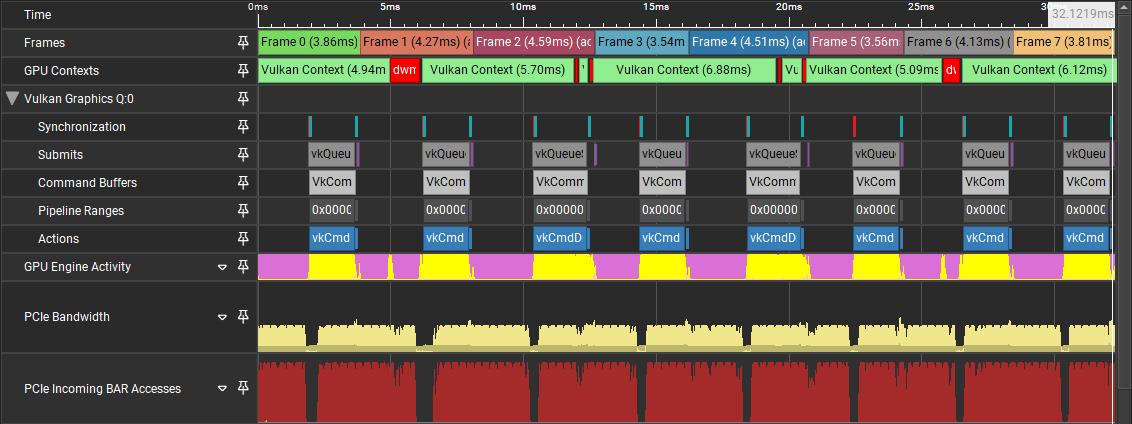 Time 0ms 5ms 10ms 15ms 20ms 25ms 32.1219ms
Frames Frame 0 (3.86ms) Frame 1 (4.27ms) (a Frame 2 (4.59ms) (ac Frame 3 (3.54m Frame 4 (4.51ms) (ac Frame 5 (3.56m Frame 6 (4.13ms) ( Frame 7 (3.81ms)
GPU Contexts Vulkan Context (4.94m dwm Vulkan Context (5.70ms) Vulkan Context (6.88ms) Vu Vulkan Context (5.09ms dv Vulkan Context (6.12ms)
Vulkan Graphics Q:0
Synchronization
Submits vkQueu vkQueu vkQueueS vkQueu vkQueueS vkQueu vkQueu vkQueu
Command Buffers VkCom VkCom VkComm VkCom VkComm VkCom VkCom VkCom
Pipeline Ranges 0x0000 0x0000 0x00000 0x0000 0x00000 0x0000 0x0000 0x0000
Actions vkCmd vkCmd vkCmdD vkCmd vkCmdD vkCmd vkCmd vkCmd
GPU Engine Activity
PCIe Bandwidth
PCIe Incoming BAR Accesses